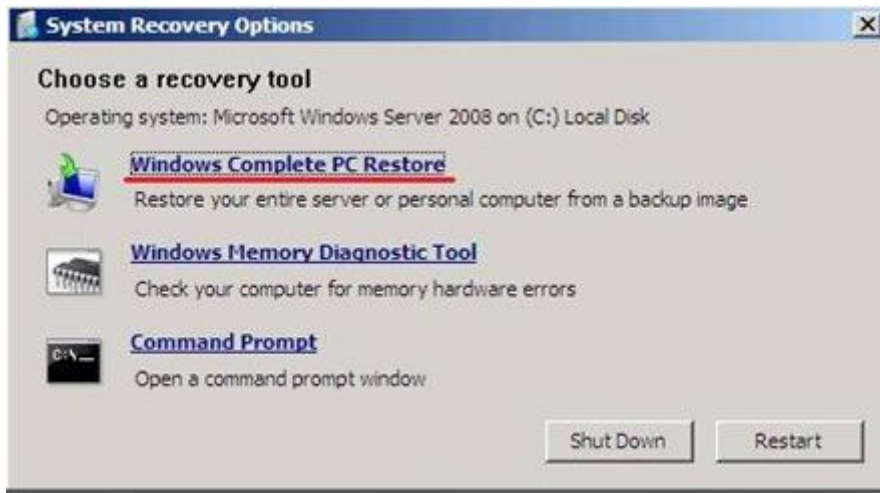 System Recovery Options
Choose a recovery tool
Operating system: Microsoft Windows Server 2008 on (C:) Local Disk
Windows Complete PC Restore
Restore your entire server or personal computer from a backup image
Windows Memory Diagnostic Tool
Check your computer for memory hardware errors
C:\_
Command Prompt
Open a command prompt window
Shut Down
Restart